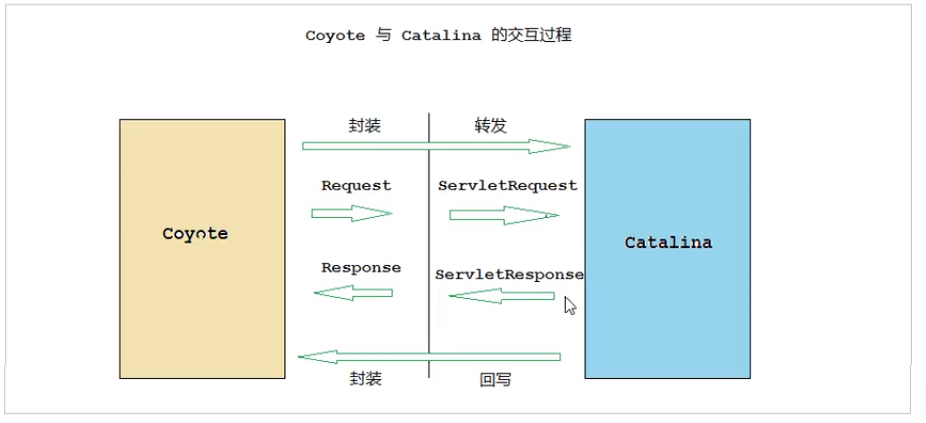 Coyote 与 Catalina 的交互过程
封装 转发
Request ServletRequest
Coyote
Catalina
Response ServletResponse
封装 回写